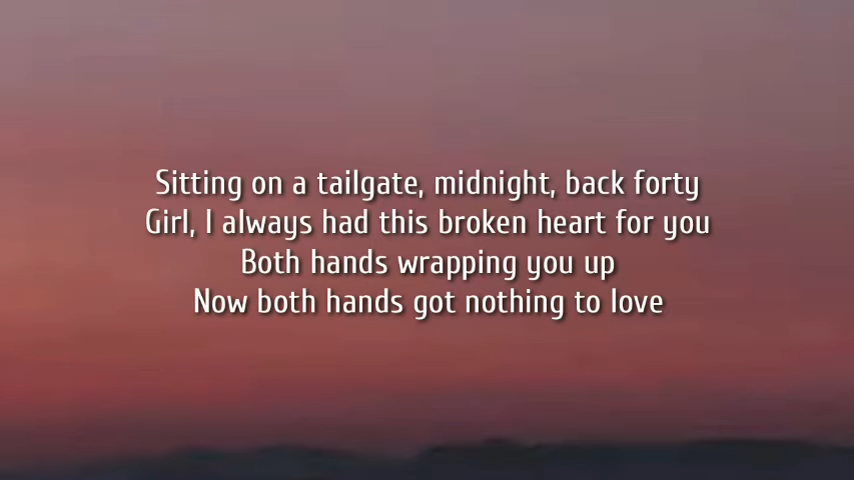 Sitting on a tailgate, midnight, back forty
Girl, I always had this broken heart for you
Both hands wrapping you up
Now both hands got nothing to love